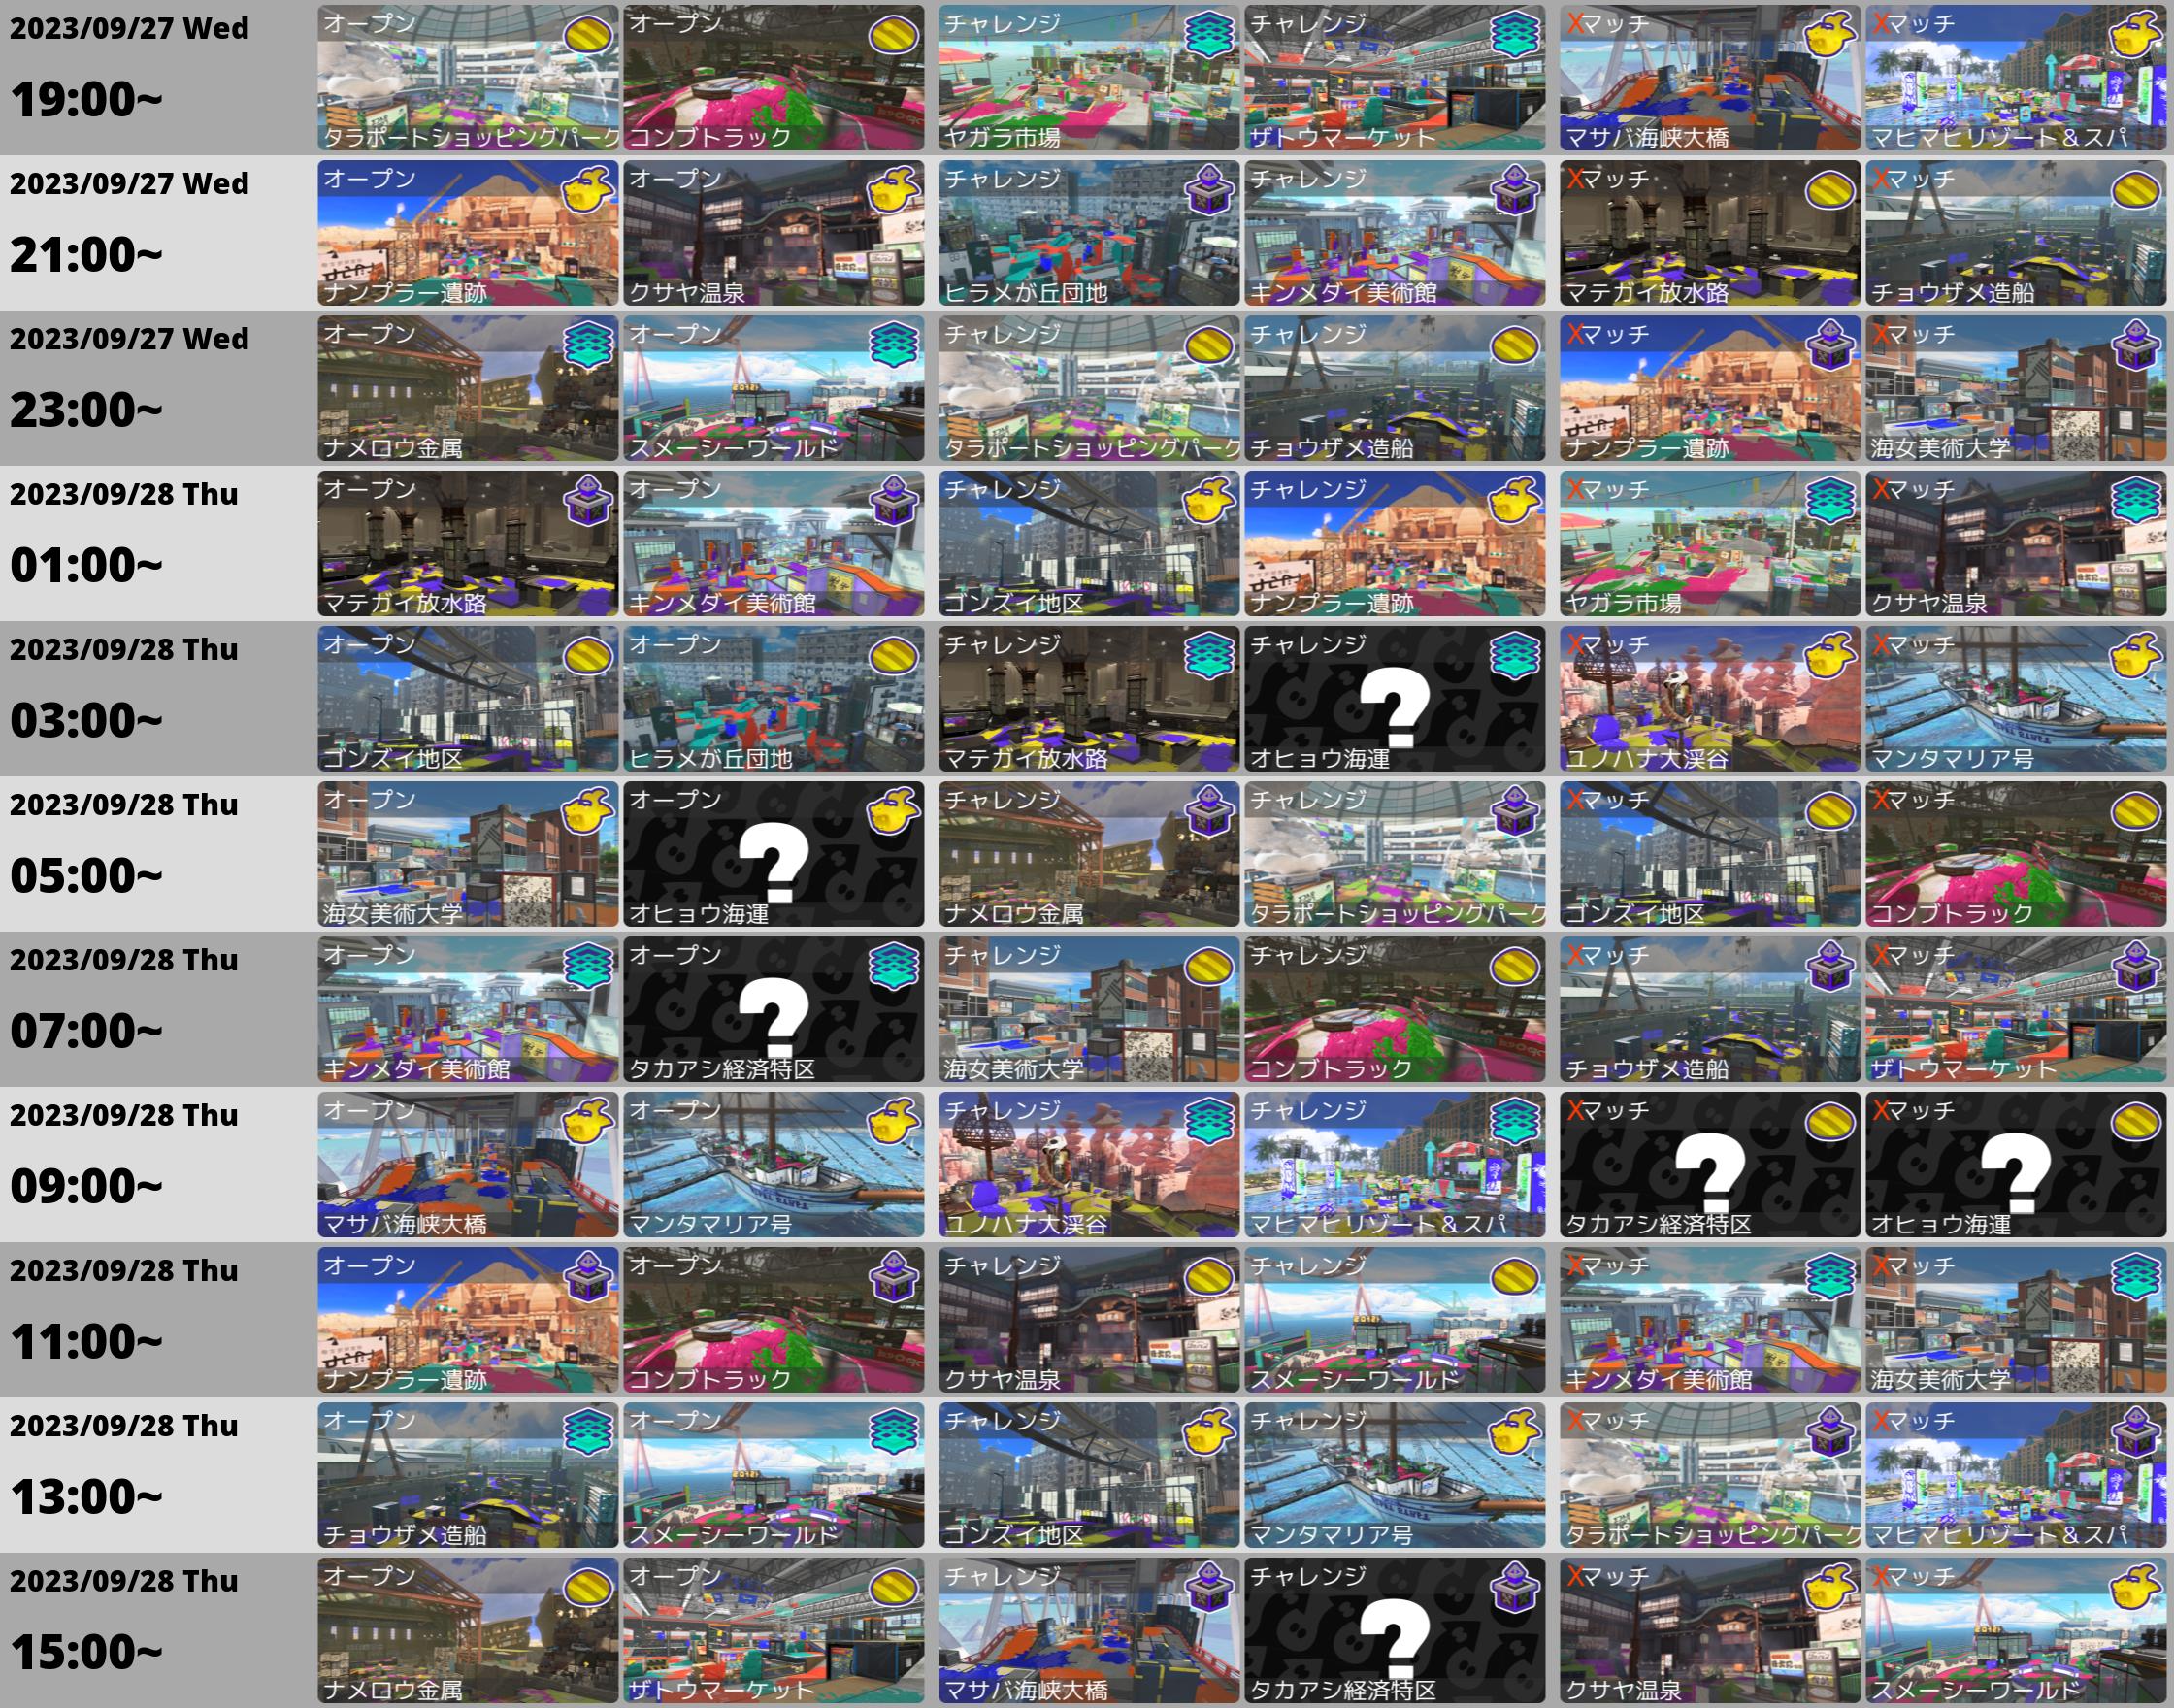 2023/09/27 Wed
19:00~
オープン
タラポートショッピングパーク
オープン
コンブトラック
チャレンジ
ヤガラ市場
チャレンジ
ザトウマーケット
Xマッチ
マサバ海峡大橋
Xマッチ
マヒマヒリゾート&スパ
2023/09/27 Wed
21:00~
オープン
ナンプラー遺跡
オープン
クサヤ温泉
チャレンジ
ヒラメが丘団地
チャレンジ
キンメダイ美術館
Xマッチ
マテガイ放水路
Xマッチ
チョウザメ造船
2023/09/27 Wed
23:00~
オープン
ナメロウ金属
オープン
スメーシーワールド
チャレンジ
タラポートショッピングパーク
チャレンジ
チョウザメ造船
Xマッチ
ナンプラー遺跡
Xマッチ
海女美術大学
2023/09/28 Thu
01:00~
オープン
マテガイ放水路
オープン
キンメダイ美術館
チャレンジ
ゴンズイ地区
チャレンジ
ナンプラー遺跡
Xマッチ
ヤガラ市場
Xマッチ
クサヤ温泉
2023/09/28 Thu
03:00~
オープン
ゴンズイ地区
オープン
ヒラメが丘団地
チャレンジ
マテガイ放水路
チャレンジ
?
オヒョウ海運
Xマッチ
ユノハナ大渓谷
Xマッチ
マンタマリア号
2023/09/28 Thu
05:00~
オープン
海女美術大学
オープン
?
オヒョウ海運
チャレンジ
ナメロウ金属
チャレンジ
タラポートショッピングパーク
Xマッチ
ゴンズイ地区
Xマッチ
コンブトラック
2023/09/28 Thu
07:00~
オープン
キンメダイ美術館
オープン
?
タカアシ経済特区
チャレンジ
海女美術大学
チャレンジ
コンブトラック
Xマッチ
チョウザメ造船
Xマッチ
ザトウマーケット
2023/09/28 Thu
09:00~
オープン
マサバ海峡大橋
オープン
マンタマリア号
チャレンジ
ユノハナ大渓谷
チャレンジ
マヒマヒリゾート&スパ
Xマッチ
?
タカアシ経済特区
Xマッチ
?
オヒョウ海運
2023/09/28 Thu
11:00~
オープン
ナンプラー遺跡
オープン
コンブトラック
チャレンジ
クサヤ温泉
チャレンジ
スメーシーワールド
Xマッチ
キンメダイ美術館
Xマッチ
海女美術大学
2023/09/28 Thu
13:00~
オープン
チョウザメ造船
オープン
スメーシーワールド
チャレンジ
ゴンズイ地区
チャレンジ
マンタマリア号
Xマッチ
タラポートショッピングパーク
Xマッチ
マヒマヒリゾート&スパ
2023/09/28 Thu
15:00~
オープン
ナメロウ金属
オープン
ザトウマーケット
チャレンジ
マサバ海峡大橋
チャレンジ
?
タカアシ経済特区
Xマッチ
クサヤ温泉
Xマッチ
スメーシーワールド